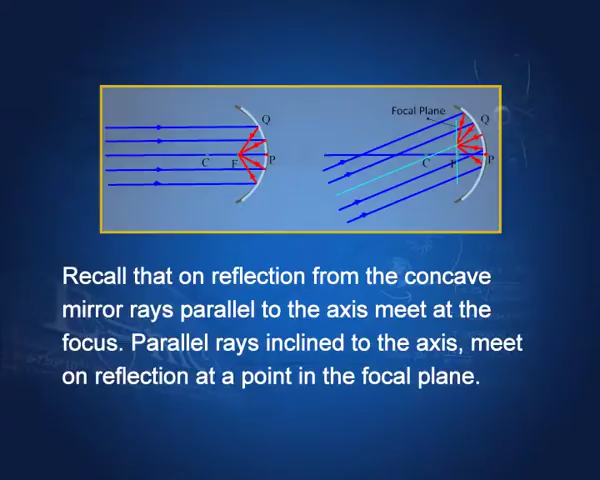 Focal Plane
Q
Q
C
F
P
C
F
P
Recall that on reflection from the concave
mirror rays parallel to the axis meet at the
focus. Parallel rays inclined to the axis, meet
on reflection at a point in the focal plane.